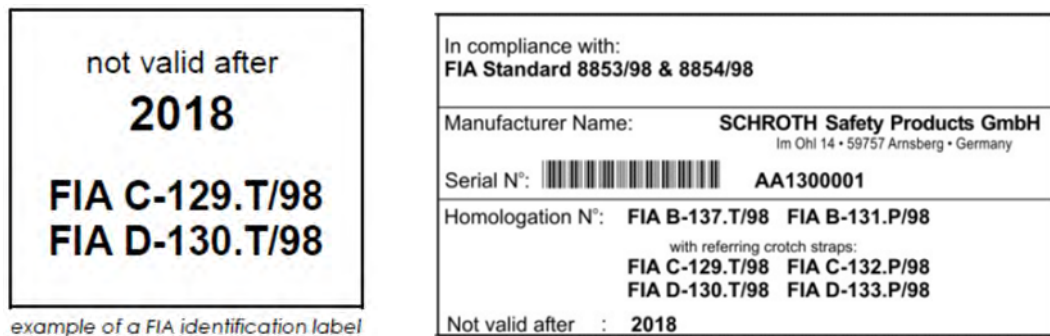 not valid after
2018
FIA C-129.T/98
FIA D-130.T/98
example of a FIA identification label
In compliance with:
FIA Standard 8853/98 & 8854/98
Manufacturer Name: SCHROTH Safety Products GmbH
Im Ohl 14 • 59757 Arnsberg • Germany
Serial N°: AA1300001
Homologation N°: FIA B-137.T/98 FIA B-131.P/98
with referring crotch straps:
FIA C-129.T/98 FIA C-132.P/98
FIA D-130.T/98 FIA D-133.P/98
Not valid after : 2018